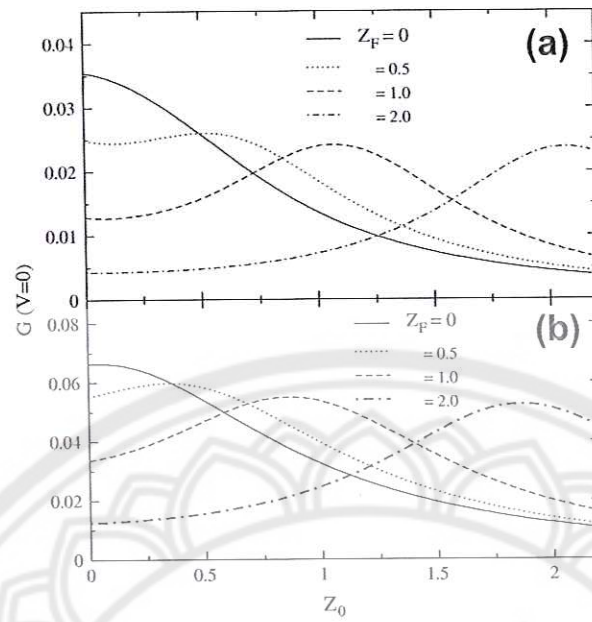 0.04
Z_F = 0
(a)
= 0.5
0.03
= 1.0
= 2.0
0.02
0.01
G (V=0)
0
0.08
Z_F = 0
(b)
= 0.5
0.06
= 1.0
= 2.0
0.04
0.02
0
0 0.5 1 1.5 2
Z_0